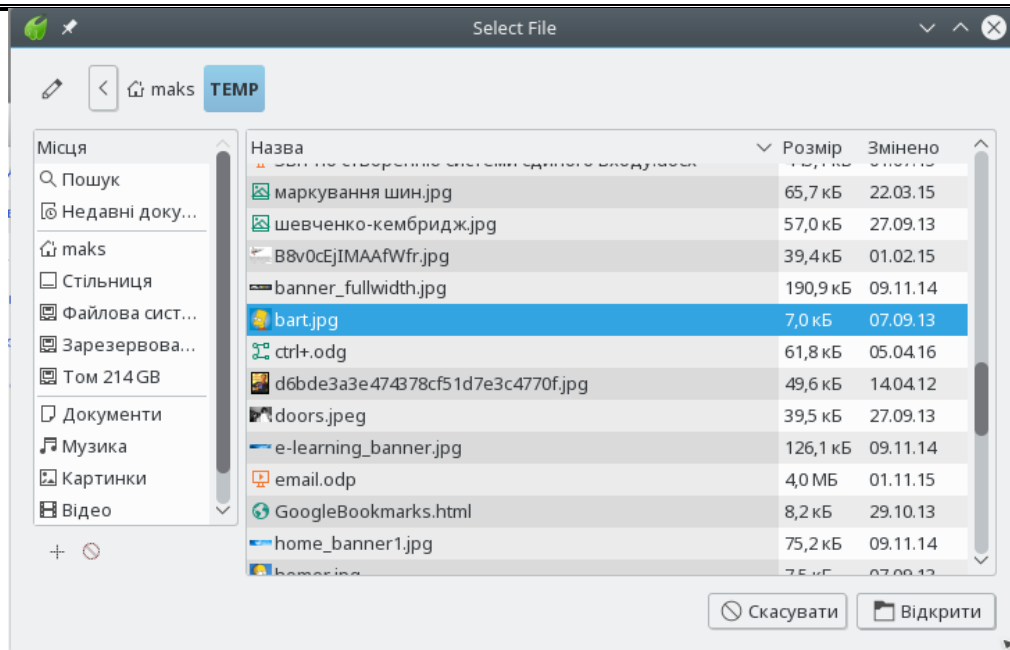 Select File
maks TEMP
Місця
Пошук
Недавні доку...
maks
Стільниця
Файлова сист...
Зарезервова...
Том 214 GB
Документи
Музика
Картинки
Відео
Назва Розмір Змінено
маркування шин.jpg 65,7 кБ 22.03.15
шевченко-кембридж.jpg 57,0 кБ 27.09.13
B8v0cEjIMAAfWfr.jpg 39,4 кБ 01.02.15
banner_fullwidth.jpg 190,9 кБ 09.11.14
bart.jpg 7,0 кБ 07.09.13
ctrl+.odg 61,8 кБ 05.04.16
d6bde3a3e474378cf51d7e3c4770f.jpg 49,6 кБ 14.04.12
doors.jpeg 39,5 кБ 27.09.13
e-learning_banner.jpg 126,1 кБ 09.11.14
email.odp 4,0 МБ 01.11.15
GoogleBookmarks.html 8,2 кБ 29.10.13
home_banner1.jpg 75,2 кБ 09.11.14
Скасувати Відкрити